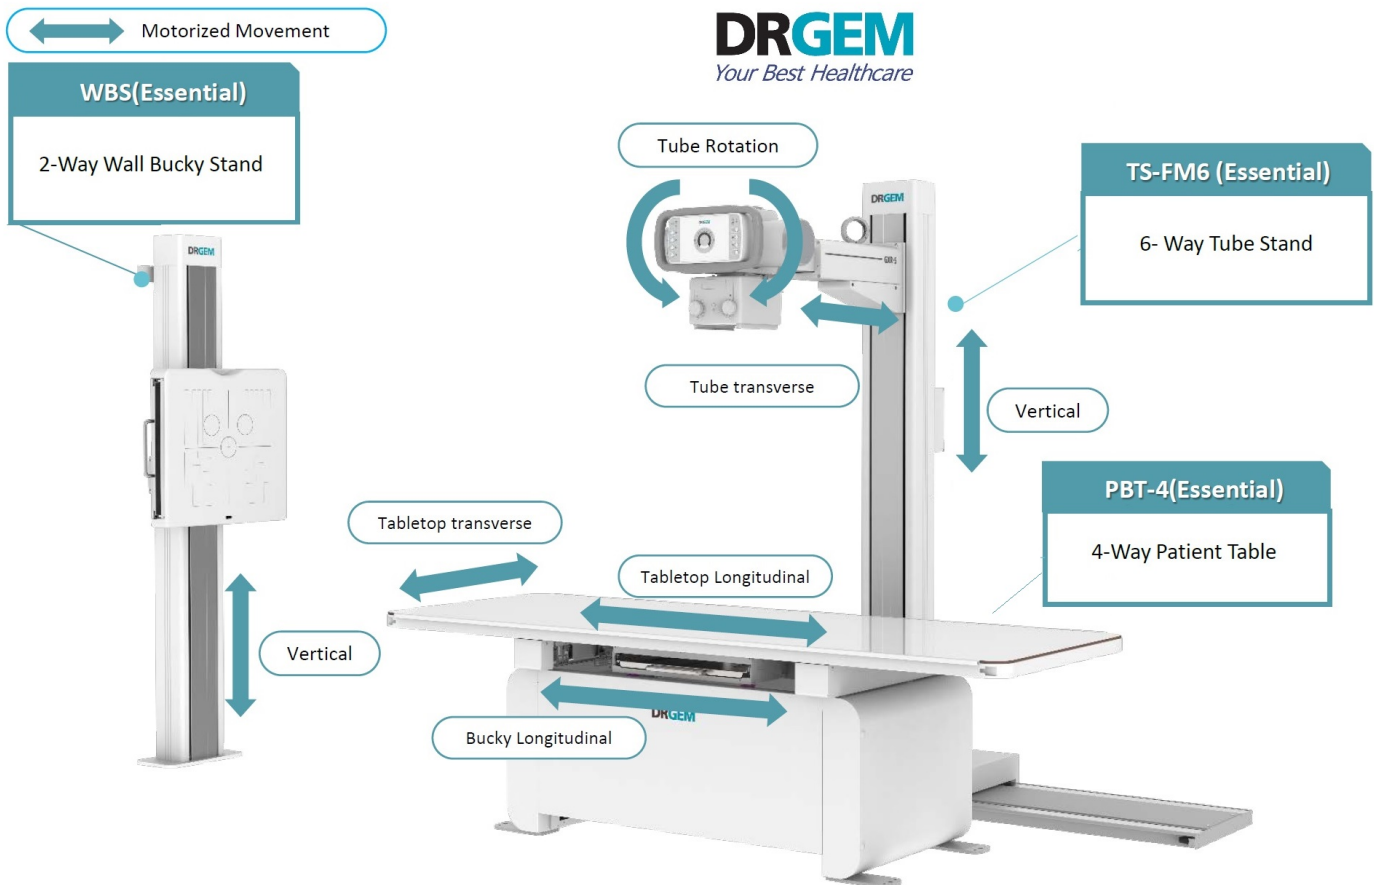 Motorized Movement
DRGEM
Your Best Healthcare
WBS(Essential)
2-Way Wall Bucky Stand
Tube Rotation
TS-FM6 (Essential)
6- Way Tube Stand
DRGEM
DRGEM
Tube transverse
Vertical
PBT-4(Essential)
4-Way Patient Table
Tabletop transverse
Tabletop Longitudinal
Vertical
DRGEM
Bucky Longitudinal